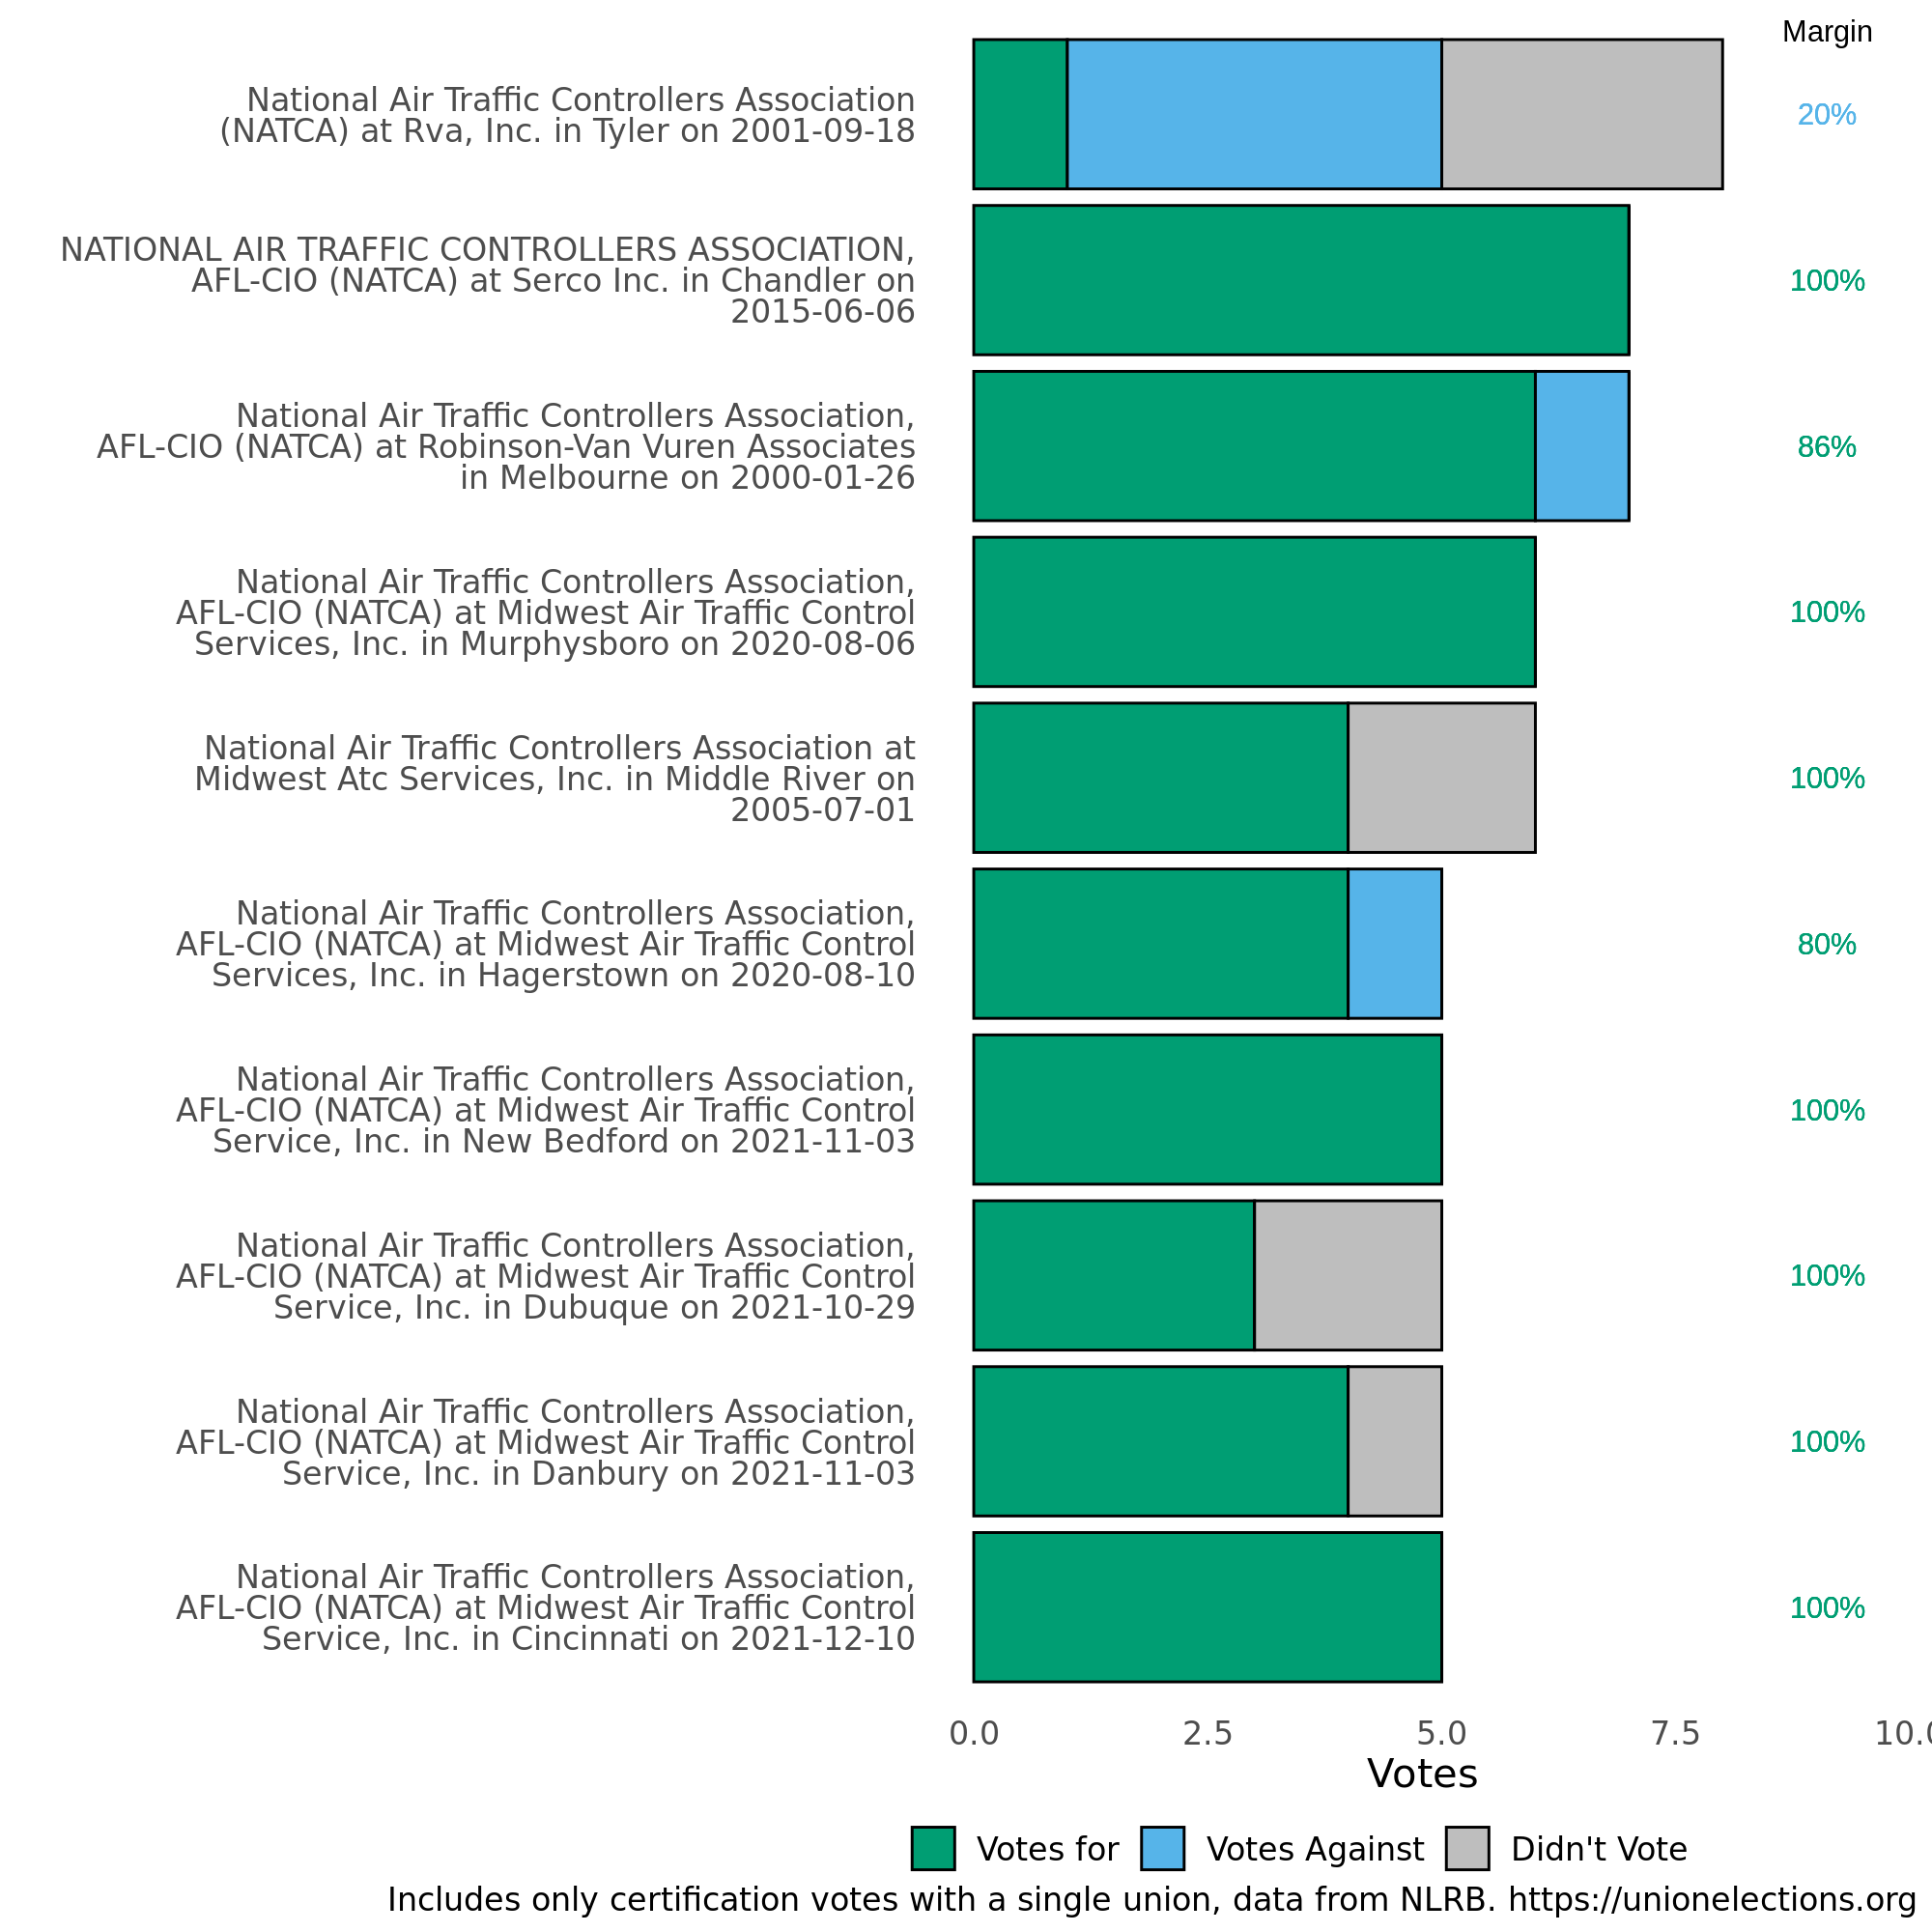 Margin
National Air Traffic Controllers Association
(NATCA) at Rva, Inc. in Tyler on 2001-09-18
20%
NATIONAL AIR TRAFFIC CONTROLLERS ASSOCIATION,
AFL-CIO (NATCA) at Serco Inc. in Chandler on
2015-06-06
100%
National Air Traffic Controllers Association,
AFL-CIO (NATCA) at Robinson-Van Vuren Associates
in Melbourne on 2000-01-26
86%
National Air Traffic Controllers Association,
AFL-CIO (NATCA) at Midwest Air Traffic Control
Services, Inc. in Murphysboro on 2020-08-06
100%
National Air Traffic Controllers Association at
Midwest Atc Services, Inc. in Middle River on
2005-07-01
100%
National Air Traffic Controllers Association,
AFL-CIO (NATCA) at Midwest Air Traffic Control
Services, Inc. in Hagerstown on 2020-08-10
80%
National Air Traffic Controllers Association,
AFL-CIO (NATCA) at Midwest Air Traffic Control
Service, Inc. in New Bedford on 2021-11-03
100%
National Air Traffic Controllers Association,
AFL-CIO (NATCA) at Midwest Air Traffic Control
Service, Inc. in Dubuque on 2021-10-29
100%
National Air Traffic Controllers Association,
AFL-CIO (NATCA) at Midwest Air Traffic Control
Service, Inc. in Danbury on 2021-11-03
100%
National Air Traffic Controllers Association,
AFL-CIO (NATCA) at Midwest Air Traffic Control
Service, Inc. in Cincinnati on 2021-12-10
100%
0.0 2.5 5.0 7.5 10.0
Votes
Votes for Votes Against Didn't Vote
Includes only certification votes with a single union, data from NLRB. https://unionelections.org